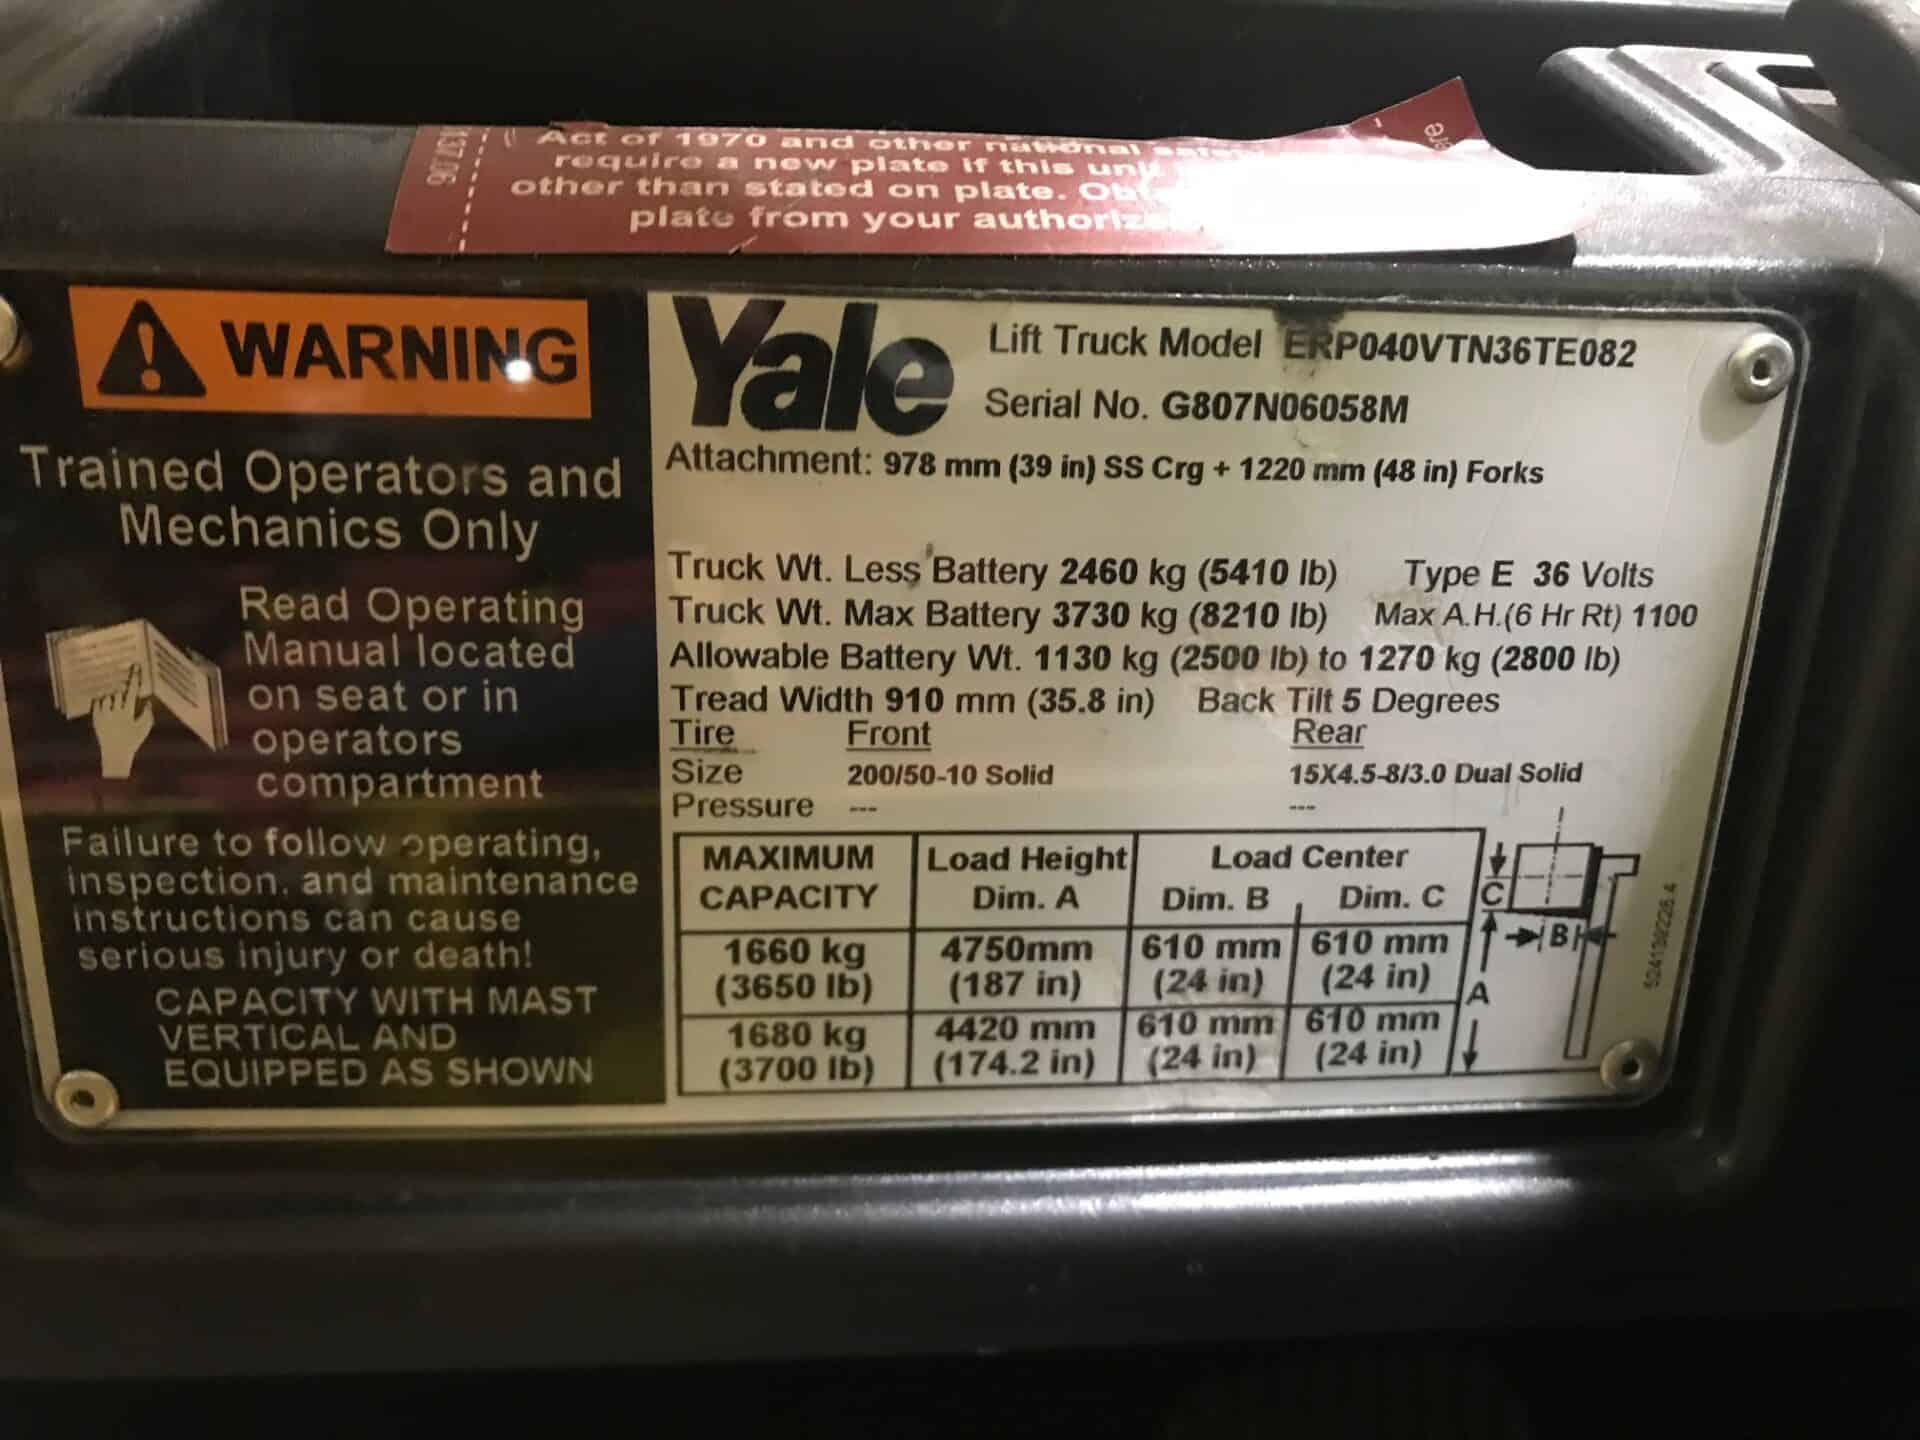 137.06
Act of 1970 and other national
require a new plate if this unit
other than stated on plate.
plate from your
WARNING
Trained Operators and
Mechanics Only
Read Operating
Manual located
on seat or in
operators
compartment
Failure to follow operating,
inspection, and maintenance
instructions can cause
serious injury or death!
CAPACITY WITH MAST
VERTICAL AND
EQUIPPED AS SHOWN
Yale
Lift Truck Model ERP040VTN36TE082
Serial No. G807N06058M
Attachment: 978 mm (39 in) SS Crg + 1220 mm (48 in) Forks
Truck Wt. Less Battery 2460 kg (5410 lb) Type E 36 Volts
Truck Wt. Max Battery 3730 kg (8210 lb) Max A.H.(6 Hr Rt) 1100
Allowable Battery Wt. 1130 kg (2500 lb) to 1270 kg (2800 lb)
Tread Width 910 mm (35.8 in) Back Tilt 5 Degrees
Tire Front Rear
Size 200/50-10 Solid 15X4.5-8/3.0 Dual Solid
Pressure --- ---
MAXIMUM Load Height Load Center
CAPACITY Dim. A Dim. B Dim. C
1660 kg 4750mm 610 mm 610 mm
(3650 lb) (187 in) (24 in) (24 in)
1680 kg 4420 mm 610 mm 610 mm
(3700 lb) (174.2 in) (24 in) (24 in)
C
B
A